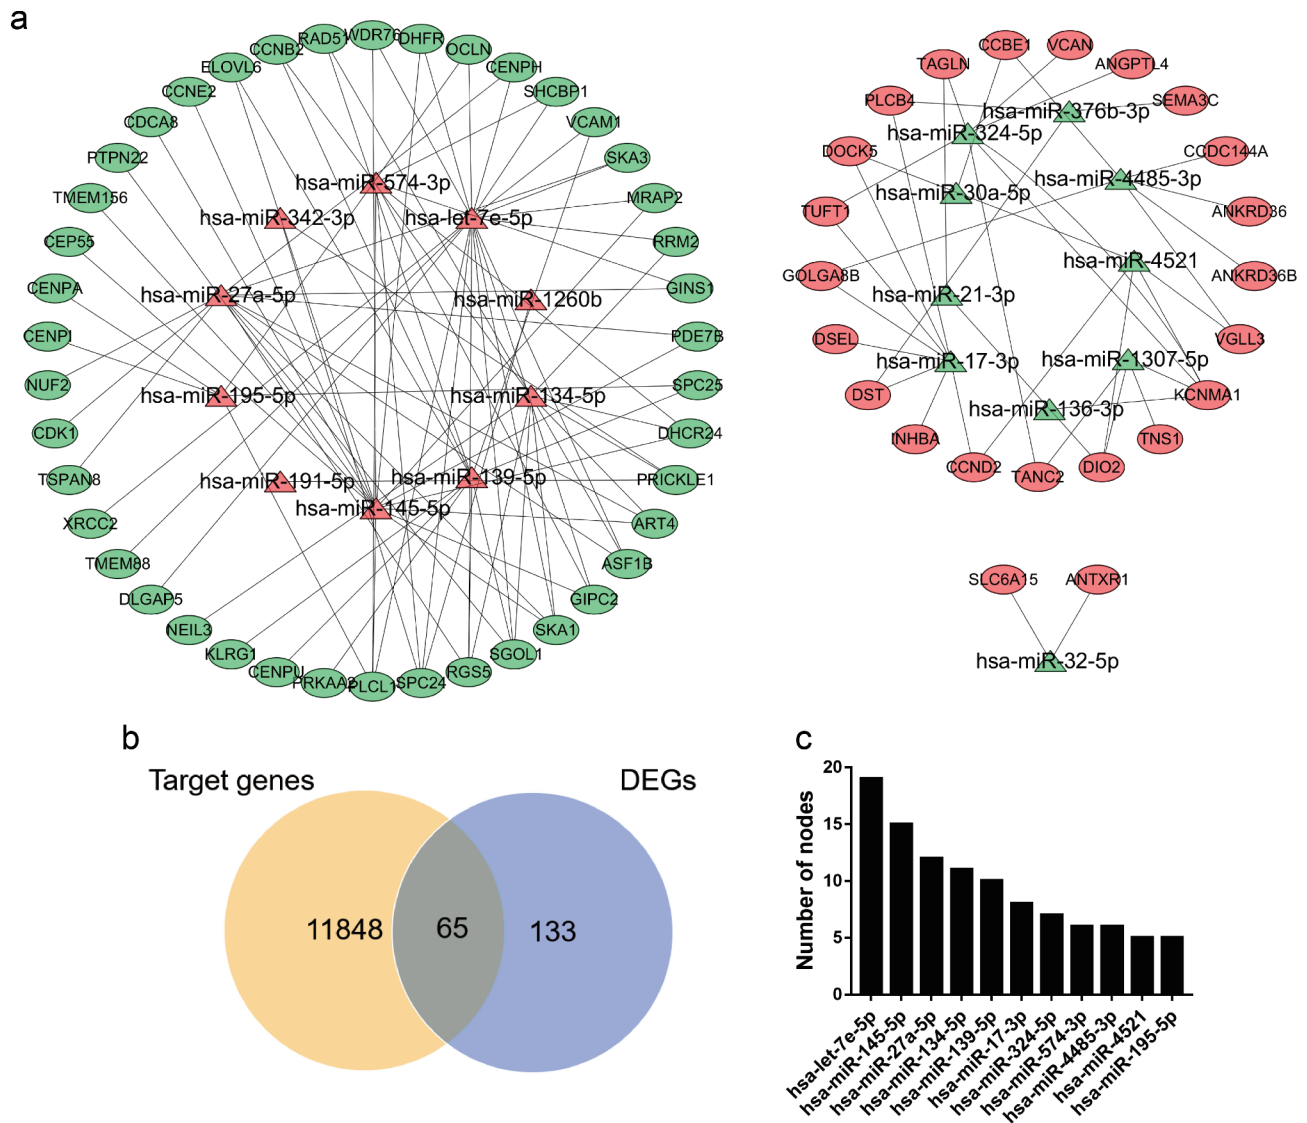 a
WDR76
RAD51
DHFR
CCNB2
OCLN
ELOVL6
CENPH
CCNE2
SHCBP1
CDCA8
VCAM1
PTPN22
SKA3
TMEM156
MRAP2
CEP55
RRM2
CENPA
GINS1
CENPI
PDE7B
NUF2
SPC25
CDK1
DHCR24
TSPAN8
PRICKLE1
XRCC2
ART4
TMEM88
ASF1B
DLGAP5
GIPC2
NEIL3
SKA1
KLRG1
SGOL1
CENPU
RGS5
PRKAA2
PLCL1
SPC24
hsa-miR-574-3p
hsa-miR-342-3p
hsa-let-7e-5p
hsa-miR-27a-5p
hsa-miR-1260b
hsa-miR-195-5p
hsa-miR-134-5p
hsa-miR-191-5p
hsa-miR-139-5p
hsa-miR-145-5p
CCBE1
VCAN
TAGLN
ANGPTL4
PLCB4
SEMA3C
DOCK5
CCDC144A
TUFT1
ANKRD36
GOLGA8B
ANKRD36B
DSEL
VGLL3
DST
KCNMA1
INHBA
TNS1
CCND2
TANC2
DIO2
hsa-miR-376b-3p
hsa-miR-324-5p
hsa-miR-30a-5p
hsa-miR-4485-3p
hsa-miR-4521
hsa-miR-21-3p
hsa-miR-17-3p
hsa-miR-1307-5p
hsa-miR-136-3p
SLC6A15
ANTXR1
hsa-miR-32-5p
b
Target genes
DEGs
11848
65
133
c
Number of nodes
20
15
10
5
0
hsa-let-7e-5p
hsa-miR-145-5p
hsa-miR-27a-5p
hsa-miR-134-5p
hsa-miR-139-5p
hsa-miR-17-3p
hsa-miR-324-5p
hsa-miR-574-3p
hsa-miR-4485-3p
hsa-miR-4521
hsa-miR-195-5p